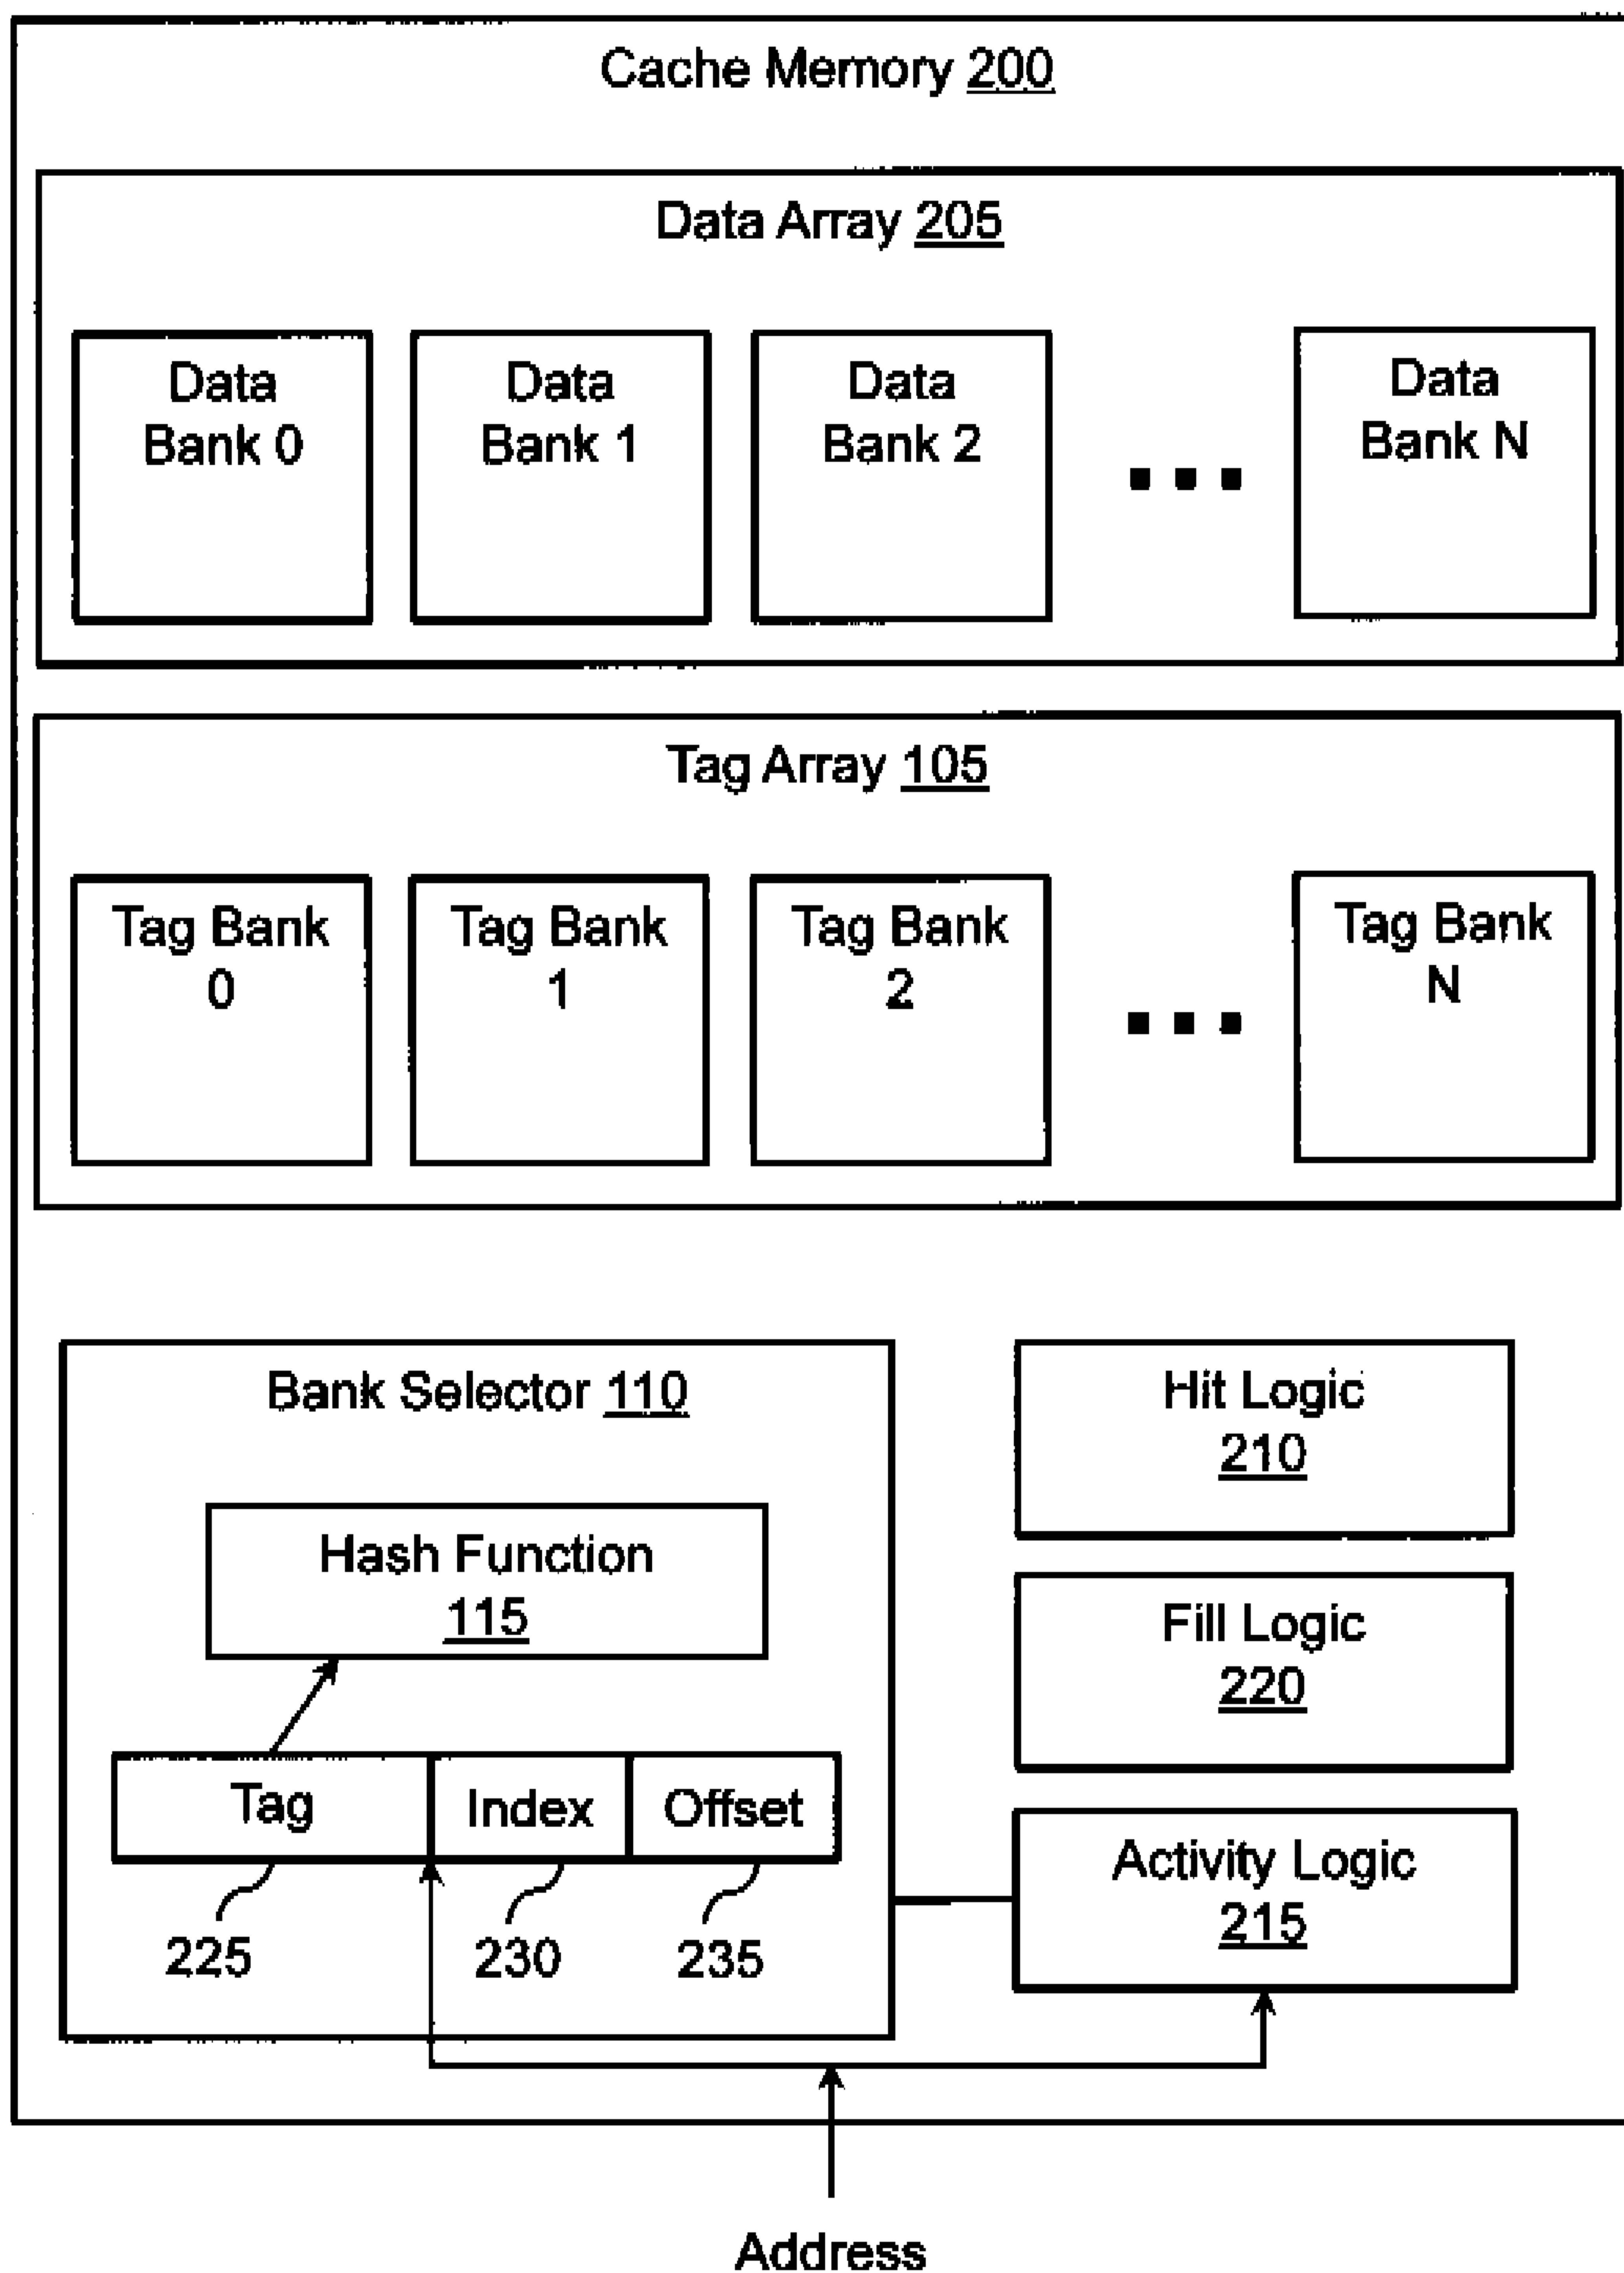 Cache Memory 200
Data Array 205
Data
Bank 0
Data
Bank 1
Data
Bank 2
Data
Bank N
Tag Array 105
Tag Bank
0
Tag Bank
1
Tag Bank
2
Tag Bank
N
Bank Selector 110
Hash Function
115
Tag
Index
Offset
225
230
235
Hit Logic
210
Fill Logic
220
Activity Logic
215
Address